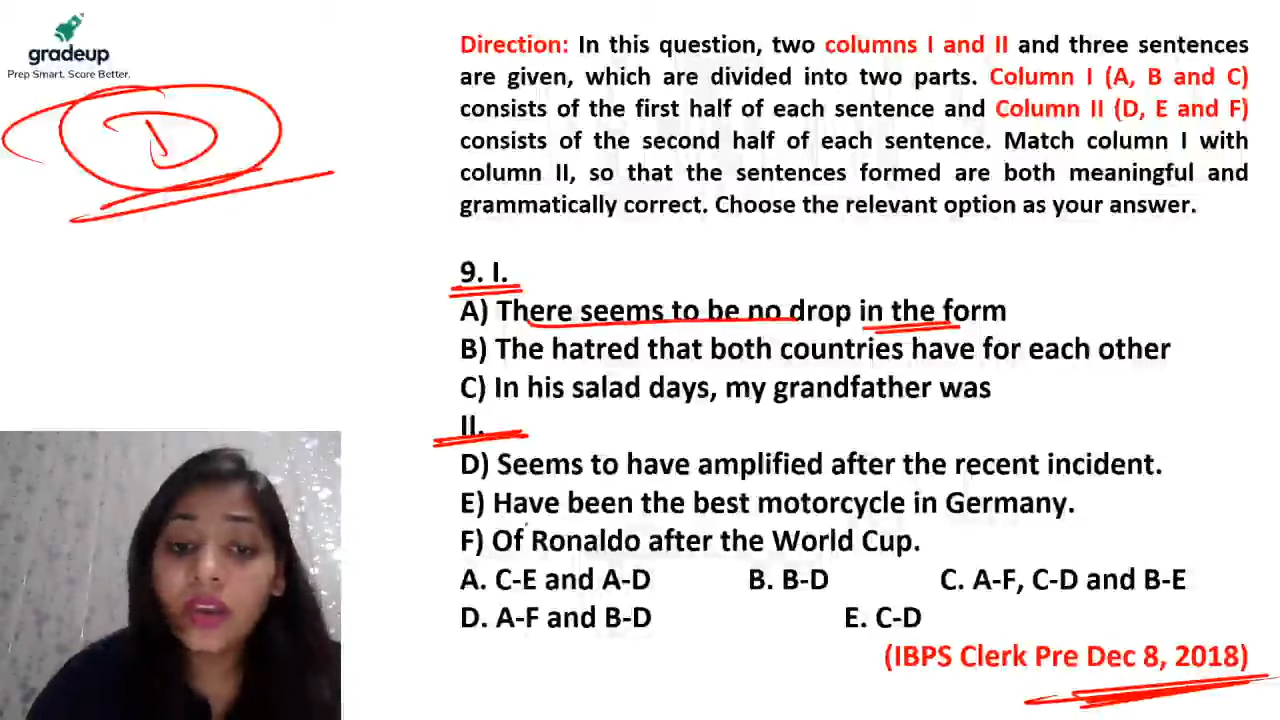 gradeup
Prep Smart. Score Better.
D
Direction: In this question, two columns I and II and three sentences
are given, which are divided into two parts. Column I (A, B and C)
consists of the first half of each sentence and Column II (D, E and F)
consists of the second half of each sentence. Match column I with
column II, so that the sentences formed are both meaningful and
grammatically correct. Choose the relevant option as your answer.
9. I.
A) There seems to be no drop in the form
B) The hatred that both countries have for each other
C) In his salad days, my grandfather was
II.
D) Seems to have amplified after the recent incident.
E) Have been the best motorcycle in Germany.
F) Of Ronaldo after the World Cup.
A. C-E and A-D B. B-D C. A-F, C-D and B-E
D. A-F and B-D E. C-D
(IBPS Clerk Pre Dec 8, 2018)